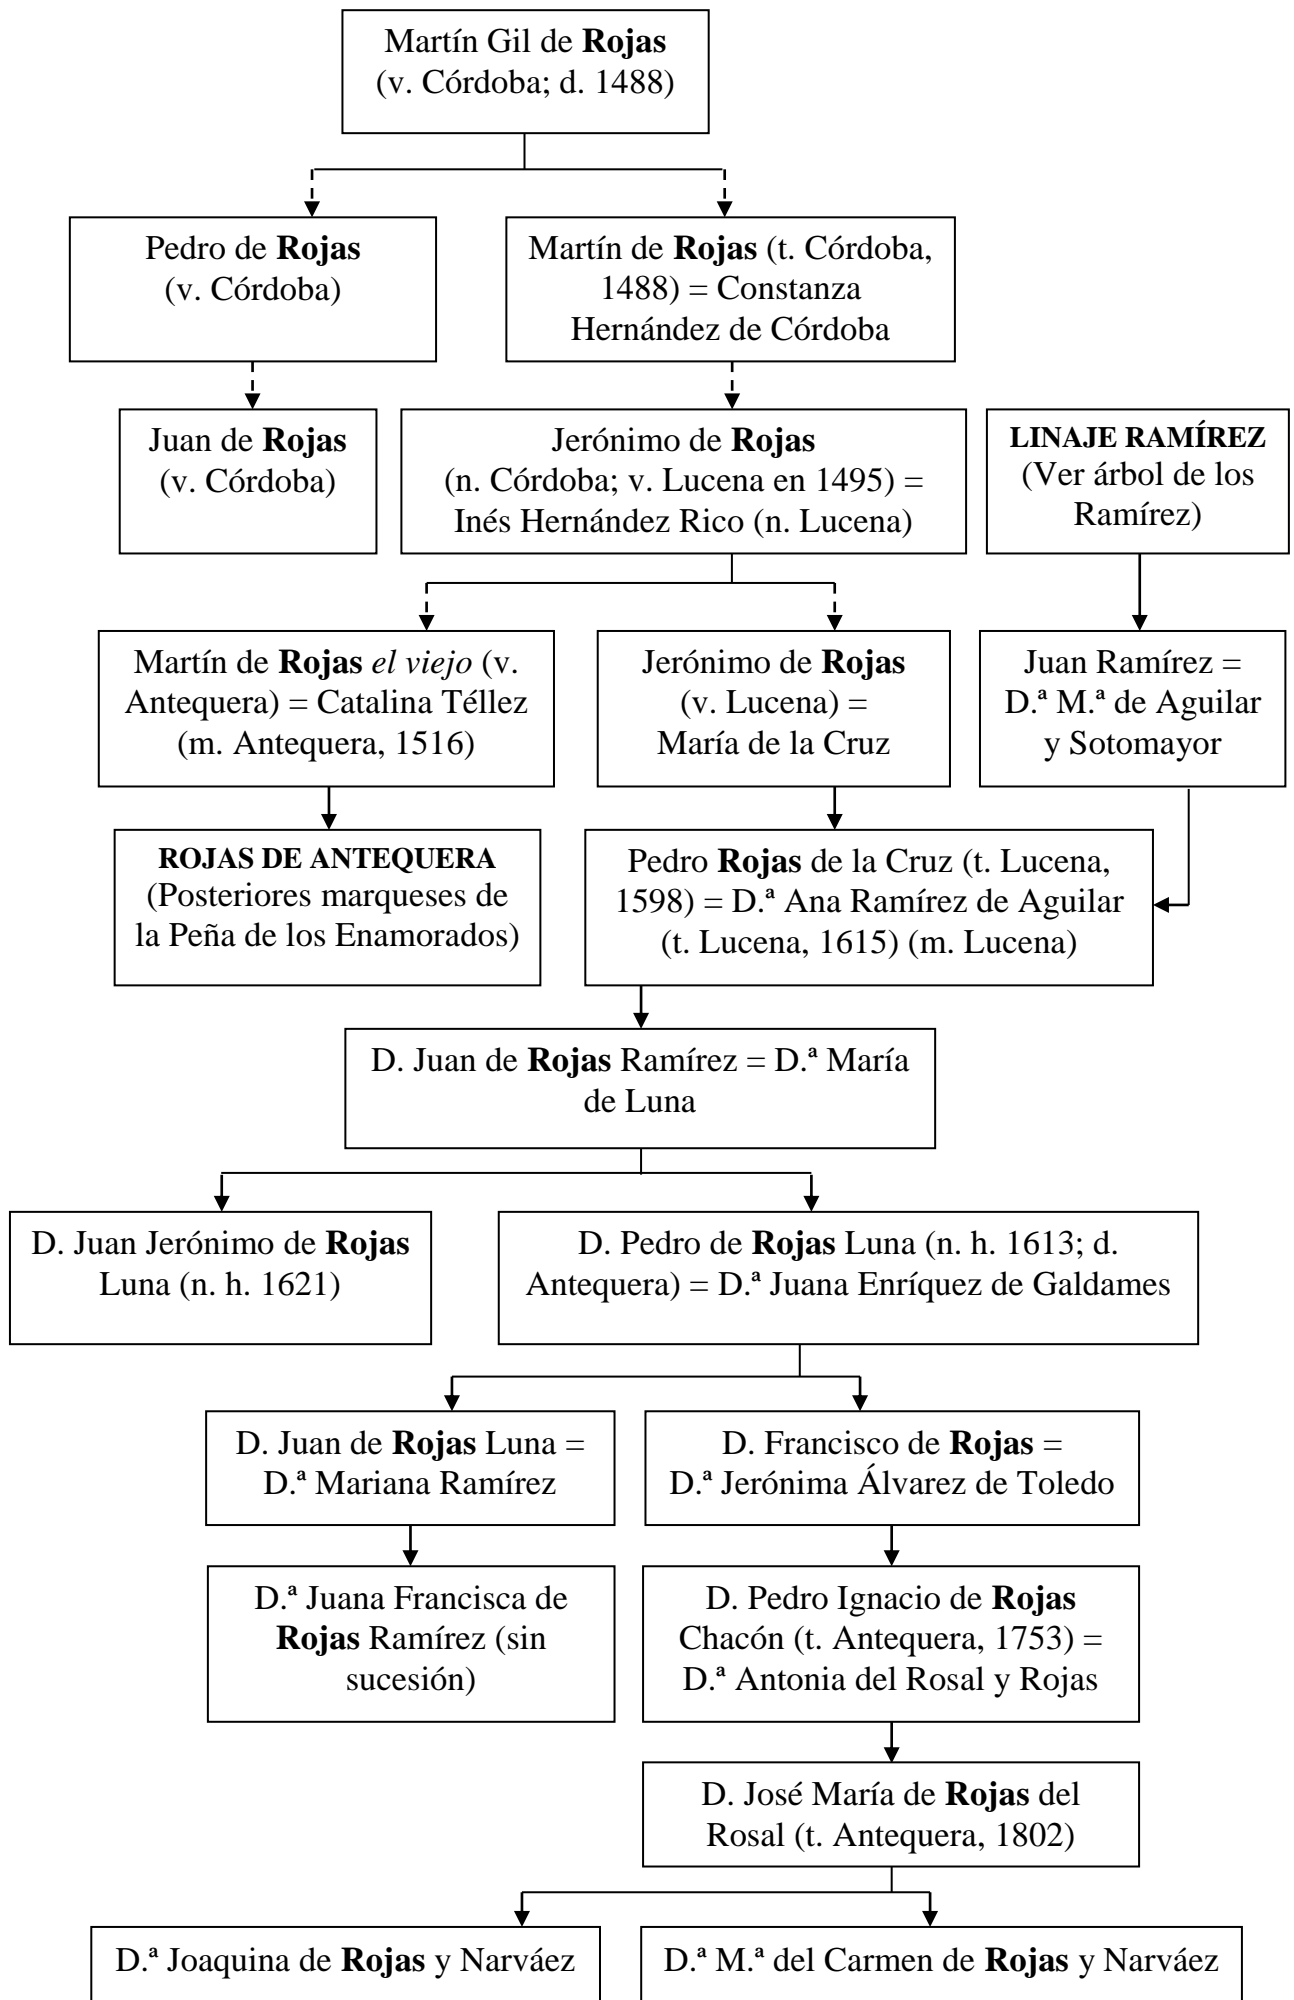 Martín Gil de Rojas
(v. Córdoba; d. 1488)
Pedro de Rojas
(v. Córdoba)
Martín de Rojas (t. Córdoba,
1488) = Constanza
Hernández de Córdoba
Juan de Rojas
(v. Córdoba)
Jerónimo de Rojas
(n. Córdoba; v. Lucena en 1495) =
Inés Hernández Rico (n. Lucena)
LINAJE RAMÍREZ
(Ver árbol de los
Ramírez)
Martín de Rojas el viejo (v.
Antequera) = Catalina Téllez
(m. Antequera, 1516)
Jerónimo de Rojas
(v. Lucena) =
María de la Cruz
Juan Ramírez =
D.ª M.ª de Aguilar
y Sotomayor
ROJAS DE ANTEQUERA
(Posteriores marqueses de
la Peña de los Enamorados)
Pedro Rojas de la Cruz (t. Lucena,
1598) = D.ª Ana Ramírez de Aguilar
(t. Lucena, 1615) (m. Lucena)
D. Juan de Rojas Ramírez = D.ª María
de Luna
D. Juan Jerónimo de Rojas
Luna (n. h. 1621)
D. Pedro de Rojas Luna (n. h. 1613; d.
Antequera) = D.ª Juana Enríquez de Galdames
D. Juan de Rojas Luna =
D.ª Mariana Ramírez
D. Francisco de Rojas =
D.ª Jerónima Álvarez de Toledo
D.ª Juana Francisca de
Rojas Ramírez (sin
sucesión)
D. Pedro Ignacio de Rojas
Chacón (t. Antequera, 1753) =
D.ª Antonia del Rosal y Rojas
D. José María de Rojas del
Rosal (t. Antequera, 1802)
D.ª Joaquina de Rojas y Narváez
D.ª M.ª del Carmen de Rojas y Narváez